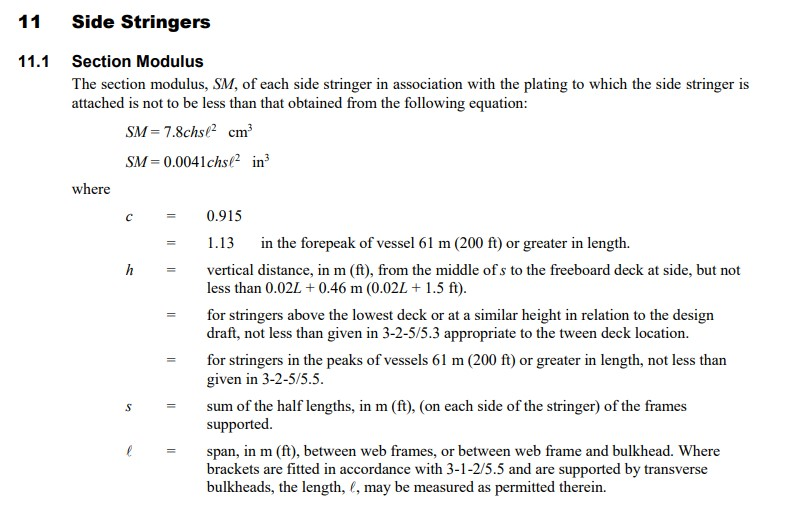 11 Side Stringers
11.1 Section Modulus
The section modulus, SM, of each side stringer in association with the plating to which the side stringer is
attached is not to be less than that obtained from the following equation:
SM = 7.8chsℓ² cm³
SM = 0.0041chsℓ² in³
where
c = 0.915
= 1.13 in the forepeak of vessel 61 m (200 ft) or greater in length.
h = vertical distance, in m (ft), from the middle of s to the freeboard deck at side, but not
less than 0.02L + 0.46 m (0.02L + 1.5 ft).
= for stringers above the lowest deck or at a similar height in relation to the design
draft, not less than given in 3-2-5/5.3 appropriate to the tween deck location.
= for stringers in the peaks of vessels 61 m (200 ft) or greater in length, not less than
given in 3-2-5/5.5.
s = sum of the half lengths, in m (ft), (on each side of the stringer) of the frames
supported.
ℓ = span, in m (ft), between web frames, or between web frame and bulkhead. Where
brackets are fitted in accordance with 3-1-2/5.5 and are supported by transverse
bulkheads, the length, ℓ, may be measured as permitted therein.